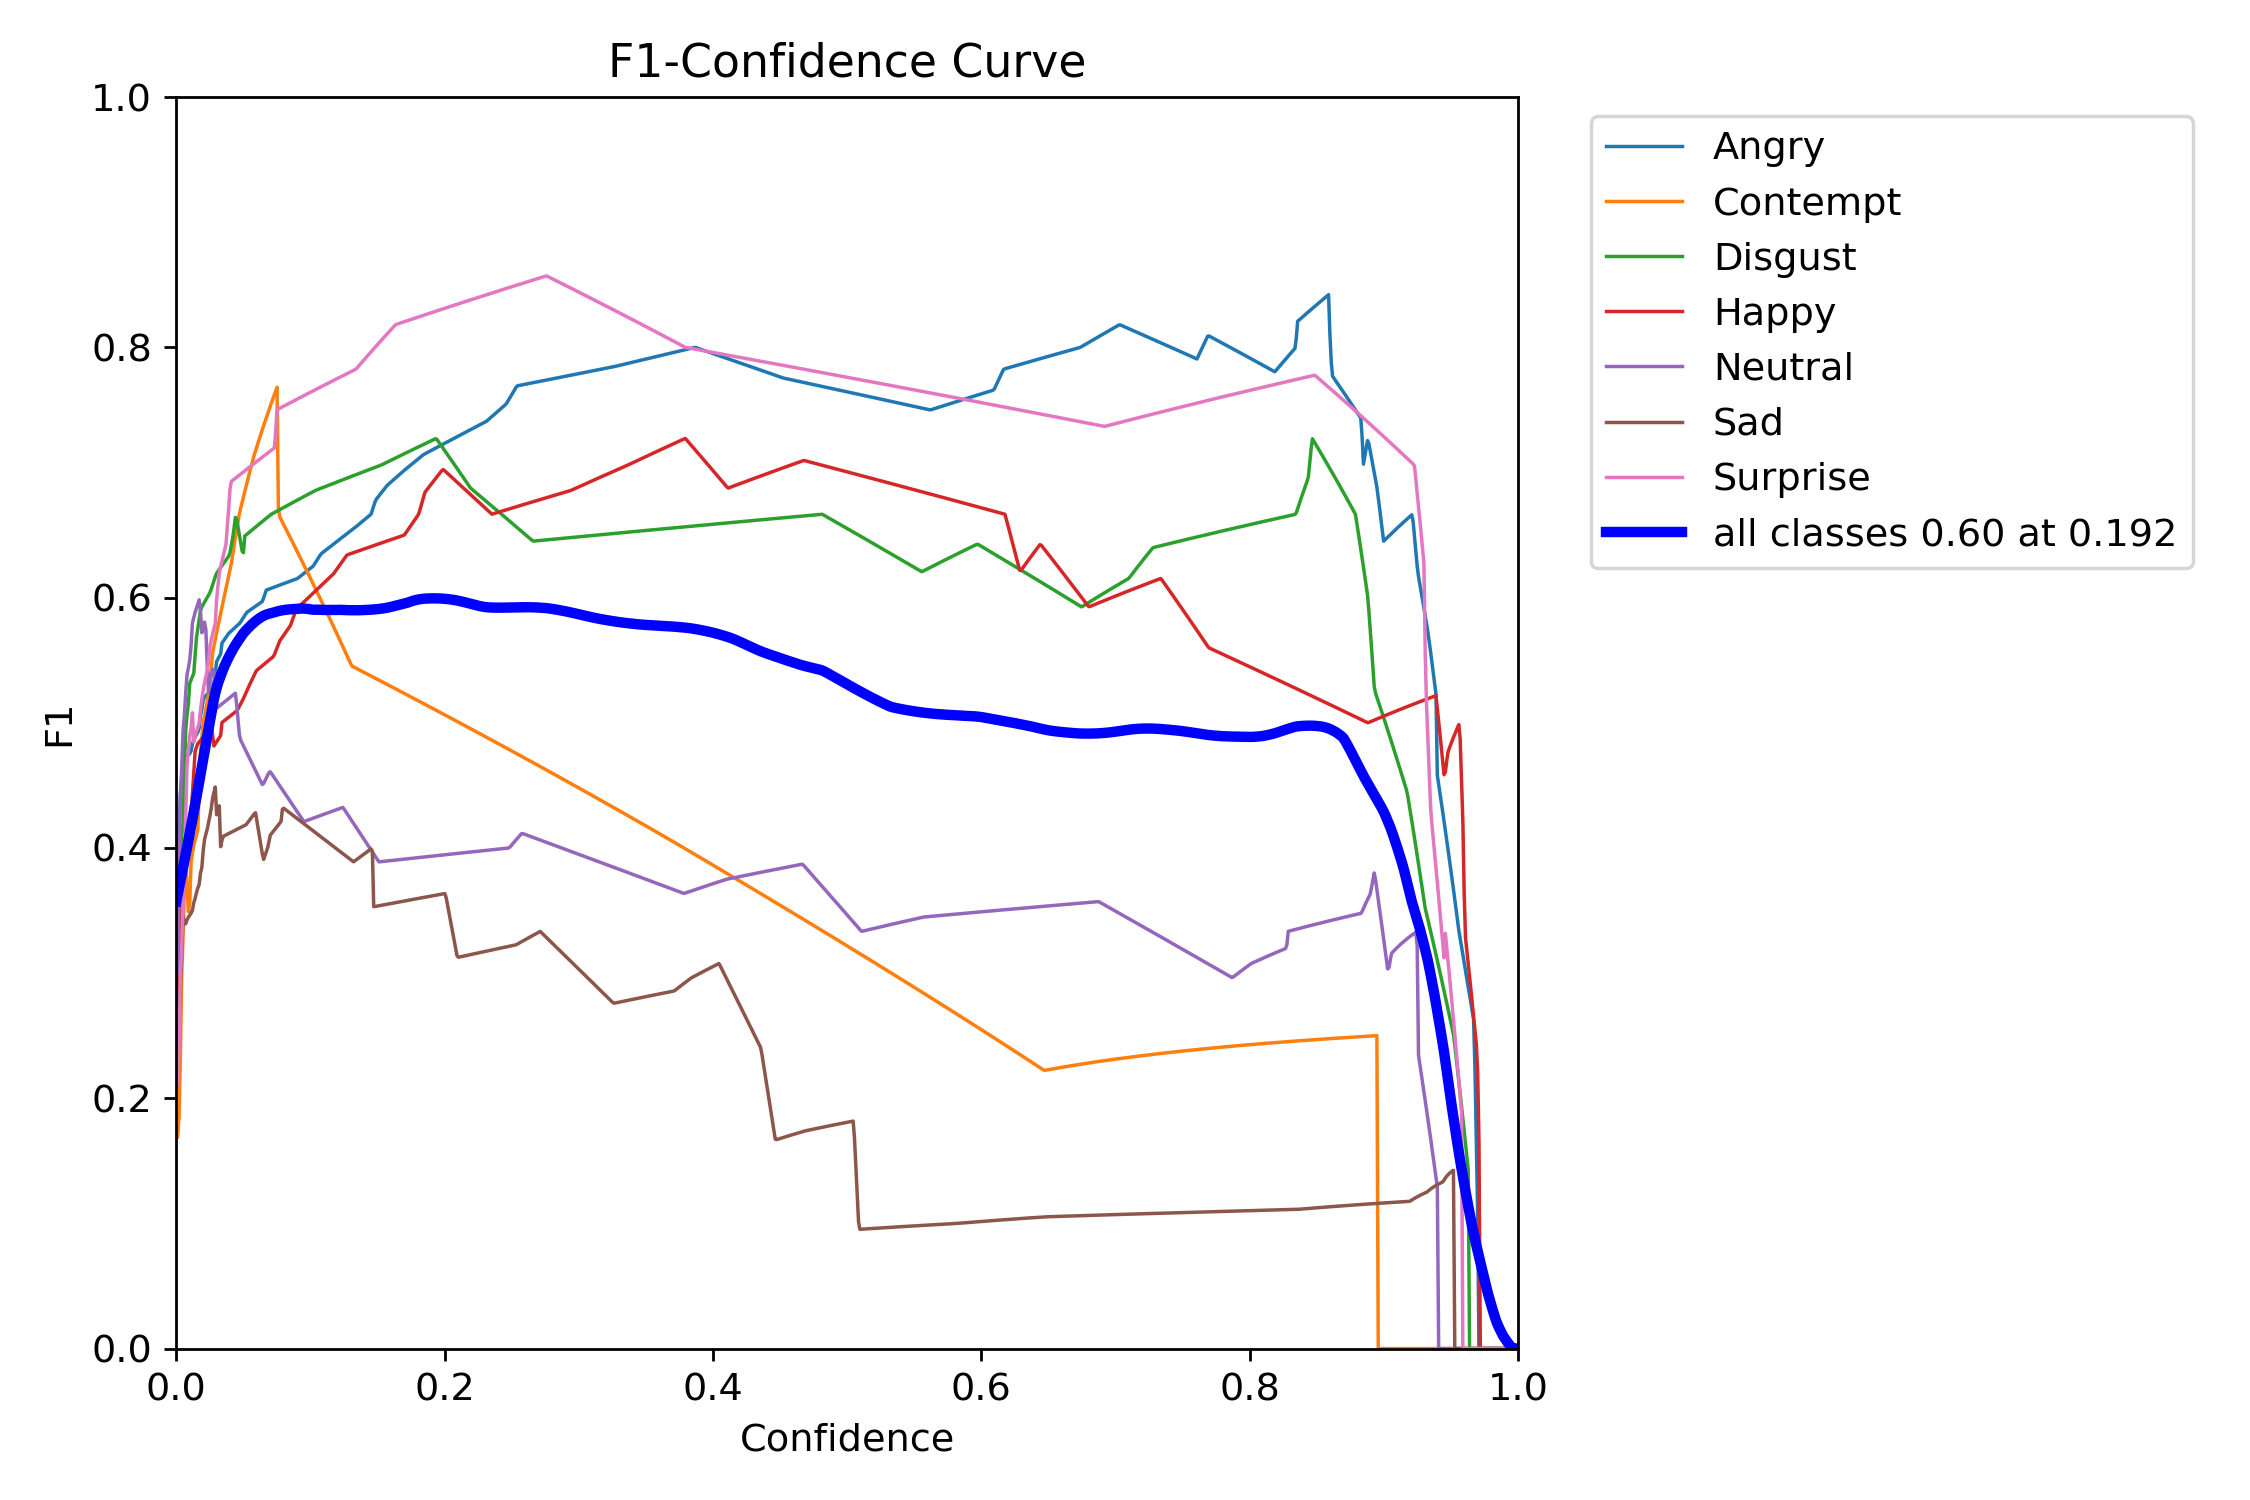 F1-Confidence Curve
1.0
0.8
0.6
0.4
0.2
0.0
F1
0.0 0.2 0.4 0.6 0.8 1.0
Confidence
Angry
Contempt
Disgust
Happy
Neutral
Sad
Surprise
all classes 0.60 at 0.192